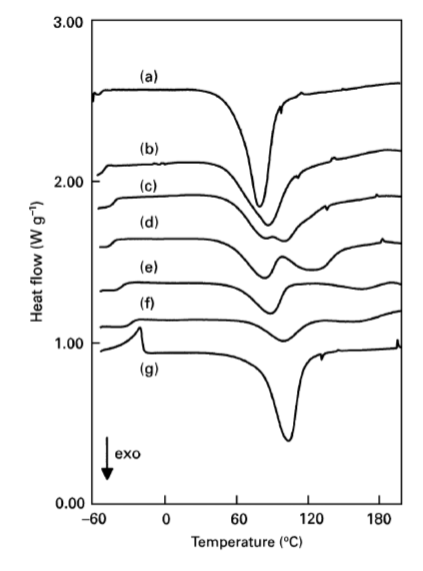 3.00
(a)
(b)
2.00
(c)
(d)
Heat flow (W g⁻¹)
(e)
(f)
1.00
(g)
exo
0.00
−60 0 60 120 180
Temperature (ºC)